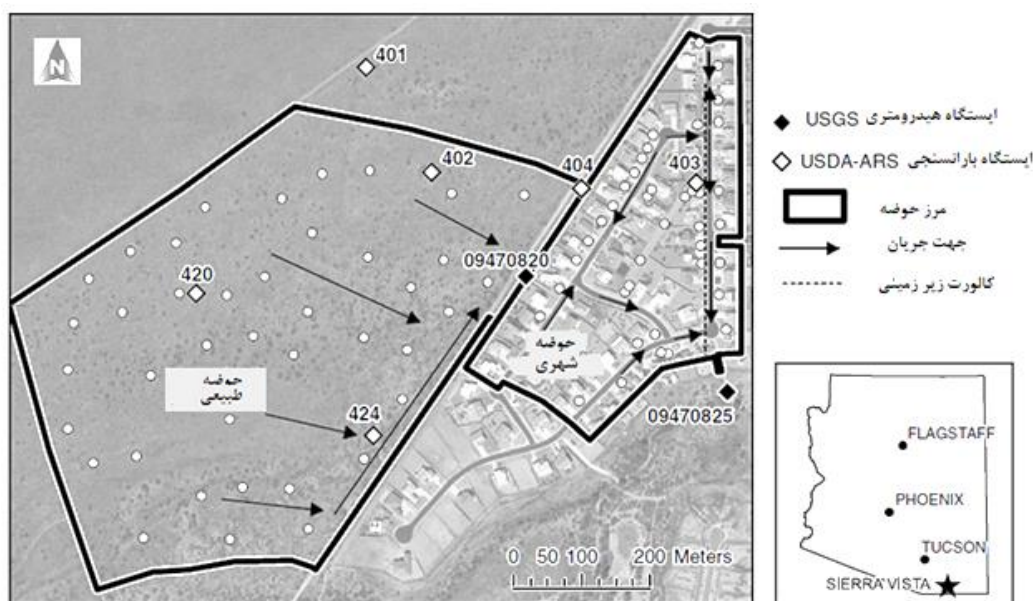 N
401
402
404
403
420
09470820
حوضه
شهری
حوضه
طبیعی
424
09470825
0 50 100 200 Meters
ایستگاه هیدرومتری USGS
ایستگاه بارانسنجی USDA-ARS
مرز حوضه
جهت جریان
کالورت زیر زمینی
FLAGSTAFF
PHOENIX
TUCSON
SIERRA VISTA